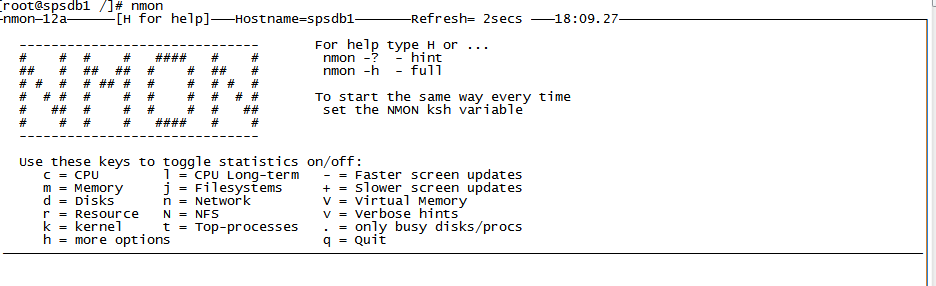 [root@spsdb1 /]# nmon
nmon—12a———[H for help]———Hostname=spsdb1———Refresh= 2secs ———18:09.27
------------------------------
#    #  #    #   ####   #    #
##   #  ##  ##  #    #  ##   #
# #  #  # ## #  #    #  # #  #
#  # #  #    #  #    #  #  # #
#   ##  #    #  #    #  #   ##
#    #  #    #   ####   #    #
------------------------------
For help type H or ...
nmon -?  - hint
nmon -h  - full
To start the same way every time
set the NMON ksh variable
Use these keys to toggle statistics on/off:
c = CPU        l = CPU Long-term   - = Faster screen updates
m = Memory     j = Filesystems     + = Slower screen updates
d = Disks      n = Network         V = Virtual Memory
r = Resource   N = NFS             v = Verbose hints
k = kernel     t = Top-processes   . = only busy disks/procs
h = more options                   q = Quit